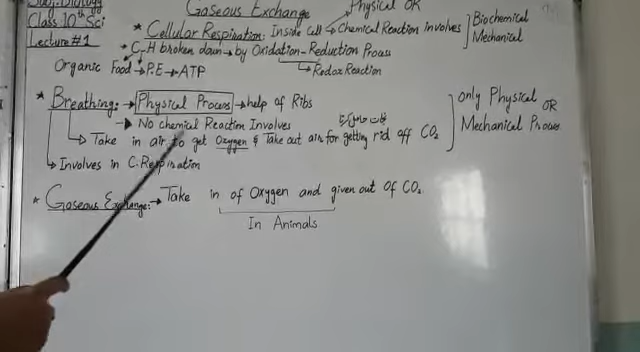 Sub: Biology
Class 10th Sci
Lecture #1
Gaseous Exchange
Physical OR
* Cellular Respiration: Inside Cell → Chemical Reaction involves
Biochemical
Mechanical
* C-H broken down → by Oxidation-Reduction Process
→ Redox Reaction
Organic Food → P.E → ATP
* Breathing: → Physical Process → help of Ribs
→ No chemical Reaction Involves
→ Take in air to get Oxygen & Take out air for getting rid off CO₂
→ Involves in C. Respiration
only Physical OR
Mechanical Process
* Gaseous Exchange: → Take in of Oxygen and given out of CO₂.
In Animals